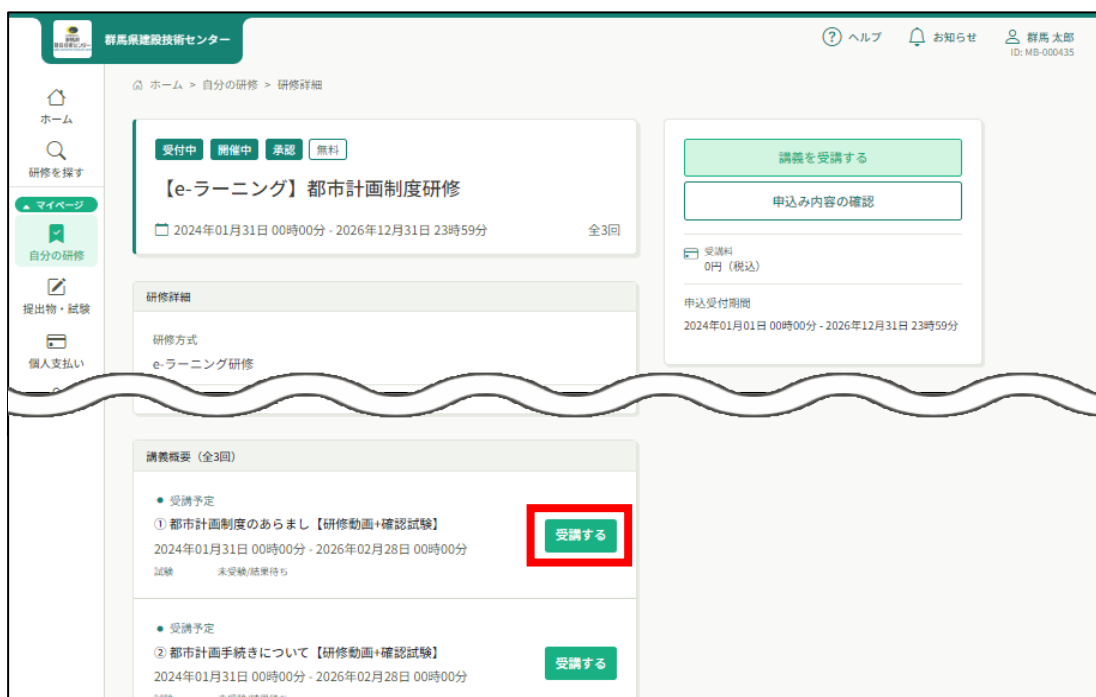 群馬県建設技術センター
ヘルプ
お知らせ
群馬 太郎
ID: MB-000435
ホーム > 自分の研修 > 研修詳細
ホーム
研修を探す
マイページ
自分の研修
提出物・試験
個人支払い
受付中 開催中 承認 無料
【e-ラーニング】都市計画制度研修
2024年01月31日 00時00分 - 2026年12月31日 23時59分 全3回
講義を受講する
申込み内容の確認
受講料
0円（税込）
申込受付期間
2024年01月01日 00時00分 - 2026年12月31日 23時59分
研修詳細
研修方式
e-ラーニング研修
講義概要（全3回）
受講予定
① 都市計画制度のあらまし【研修動画+確認試験】
2024年01月31日 00時00分 - 2026年02月28日 00時00分
試験 未受験/結果待ち
受講する
受講予定
② 都市計画手続きについて【研修動画+確認試験】
2024年01月31日 00時00分 - 2026年02月28日 00時00分
受講する